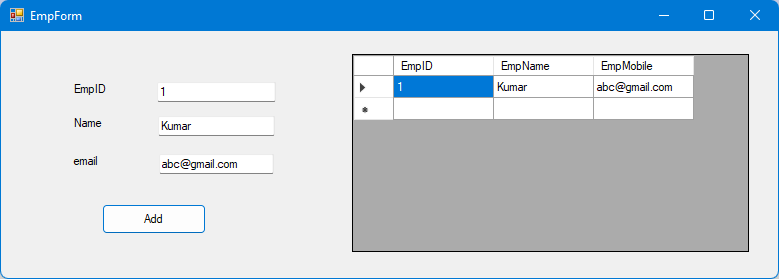 EmpForm
EmpID 1
Name Kumar
email abc@gmail.com
Add
EmpID EmpName EmpMobile
1 Kumar abc@gmail.com
*